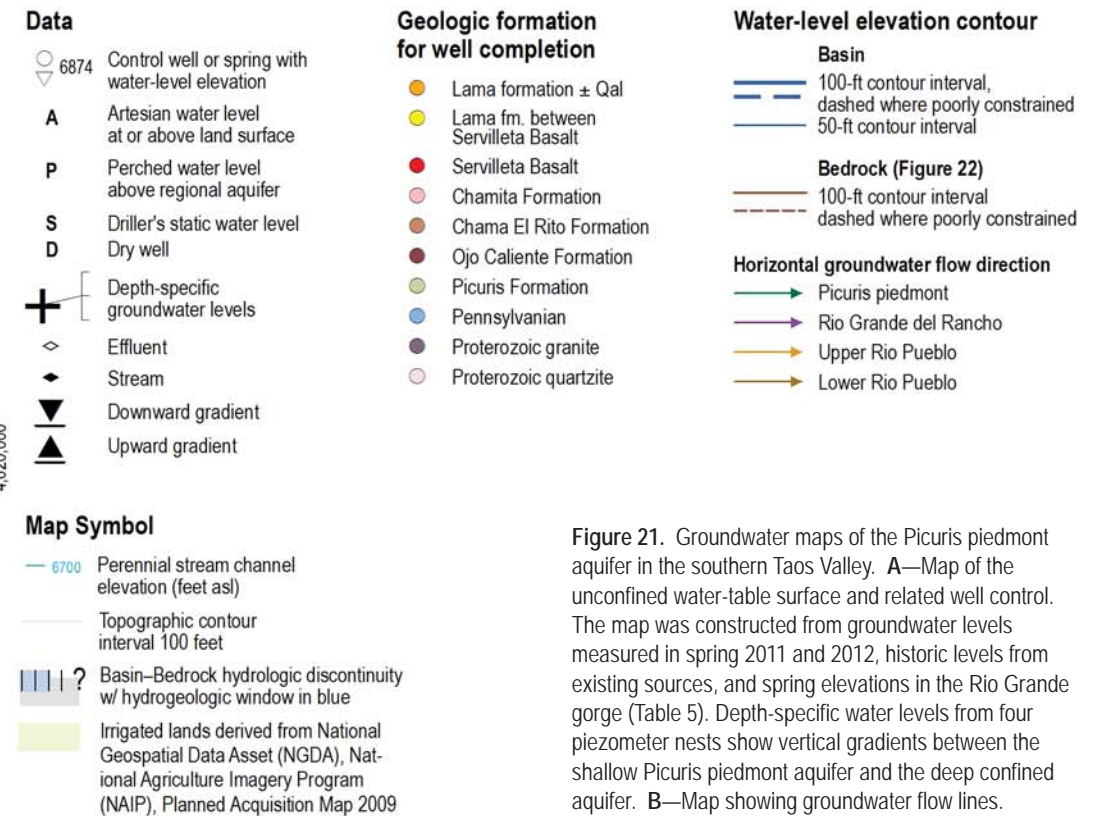 Data
6874 Control well or spring with
water-level elevation
A Artesian water level
at or above land surface
P Perched water level
above regional aquifer
S Driller's static water level
D Dry well
Depth-specific
groundwater levels
Effluent
Stream
Downward gradient
Upward gradient
Geologic formation
for well completion
Lama formation ± Qal
Lama fm. between
Servilleta Basalt
Servilleta Basalt
Chamita Formation
Chama El Rito Formation
Ojo Caliente Formation
Picuris Formation
Pennsylvanian
Proterozoic granite
Proterozoic quartzite
Water-level elevation contour
Basin
100-ft contour interval,
dashed where poorly constrained
50-ft contour interval
Bedrock (Figure 22)
100-ft contour interval
dashed where poorly constrained
Horizontal groundwater flow direction
Picuris piedmont
Rio Grande del Rancho
Upper Rio Pueblo
Lower Rio Pueblo
Map Symbol
6700 Perennial stream channel
elevation (feet asl)
Topographic contour
interval 100 feet
? Basin–Bedrock hydrologic discontinuity
w/ hydrogeologic window in blue
Irrigated lands derived from National
Geospatial Data Asset (NGDA), Nat-
ional Agriculture Imagery Program
(NAIP), Planned Acquisition Map 2009
Figure 21. Groundwater maps of the Picuris piedmont
aquifer in the southern Taos Valley. A—Map of the
unconfined water-table surface and related well control.
The map was constructed from groundwater levels
measured in spring 2011 and 2012, historic levels from
existing sources, and spring elevations in the Rio Grande
gorge (Table 5). Depth-specific water levels from four
piezometer nests show vertical gradients between the
shallow Picuris piedmont aquifer and the deep confined
aquifer. B—Map showing groundwater flow lines.